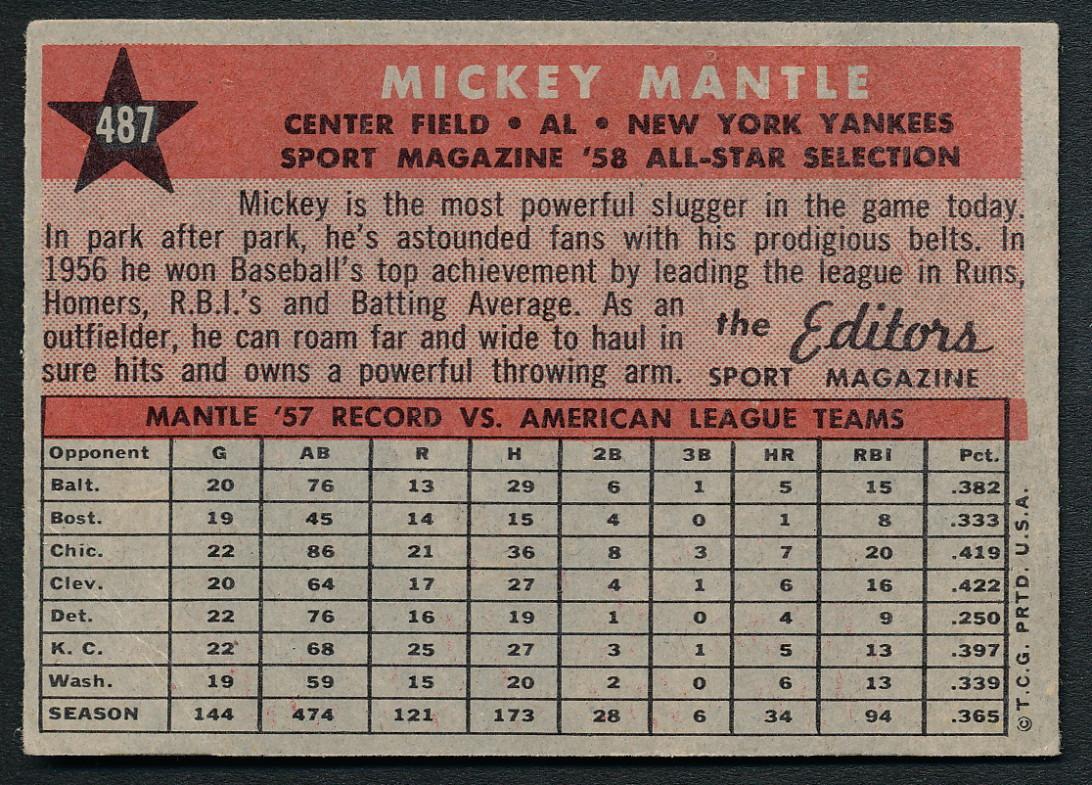 487
MICKEY MANTLE
CENTER FIELD • AL • NEW YORK YANKEES
SPORT MAGAZINE '58 ALL-STAR SELECTION
Mickey is the most powerful slugger in the game today.
In park after park, he's astounded fans with his prodigious belts. In
1956 he won Baseball's top achievement by leading the league in Runs,
Homers, R.B.I.'s and Batting Average. As an
outfielder, he can roam far and wide to haul in
sure hits and owns a powerful throwing arm.
the Editors
SPORT MAGAZINE
MANTLE '57 RECORD VS. AMERICAN LEAGUE TEAMS
Opponent G AB R H 2B 3B HR RBI Pct.
Balt. 20 76 13 29 6 1 5 15 .382
Bost. 19 45 14 15 4 0 1 8 .333
Chic. 22 86 21 36 8 3 7 20 .419
Clev. 20 64 17 27 4 1 6 16 .422
Det. 22 76 16 19 1 0 4 9 .250
K. C. 22 68 25 27 3 1 5 13 .397
Wash. 19 59 15 20 2 0 6 13 .339
SEASON 144 474 121 173 28 6 34 94 .365
©T.C.G. PRTD. U.S.A.